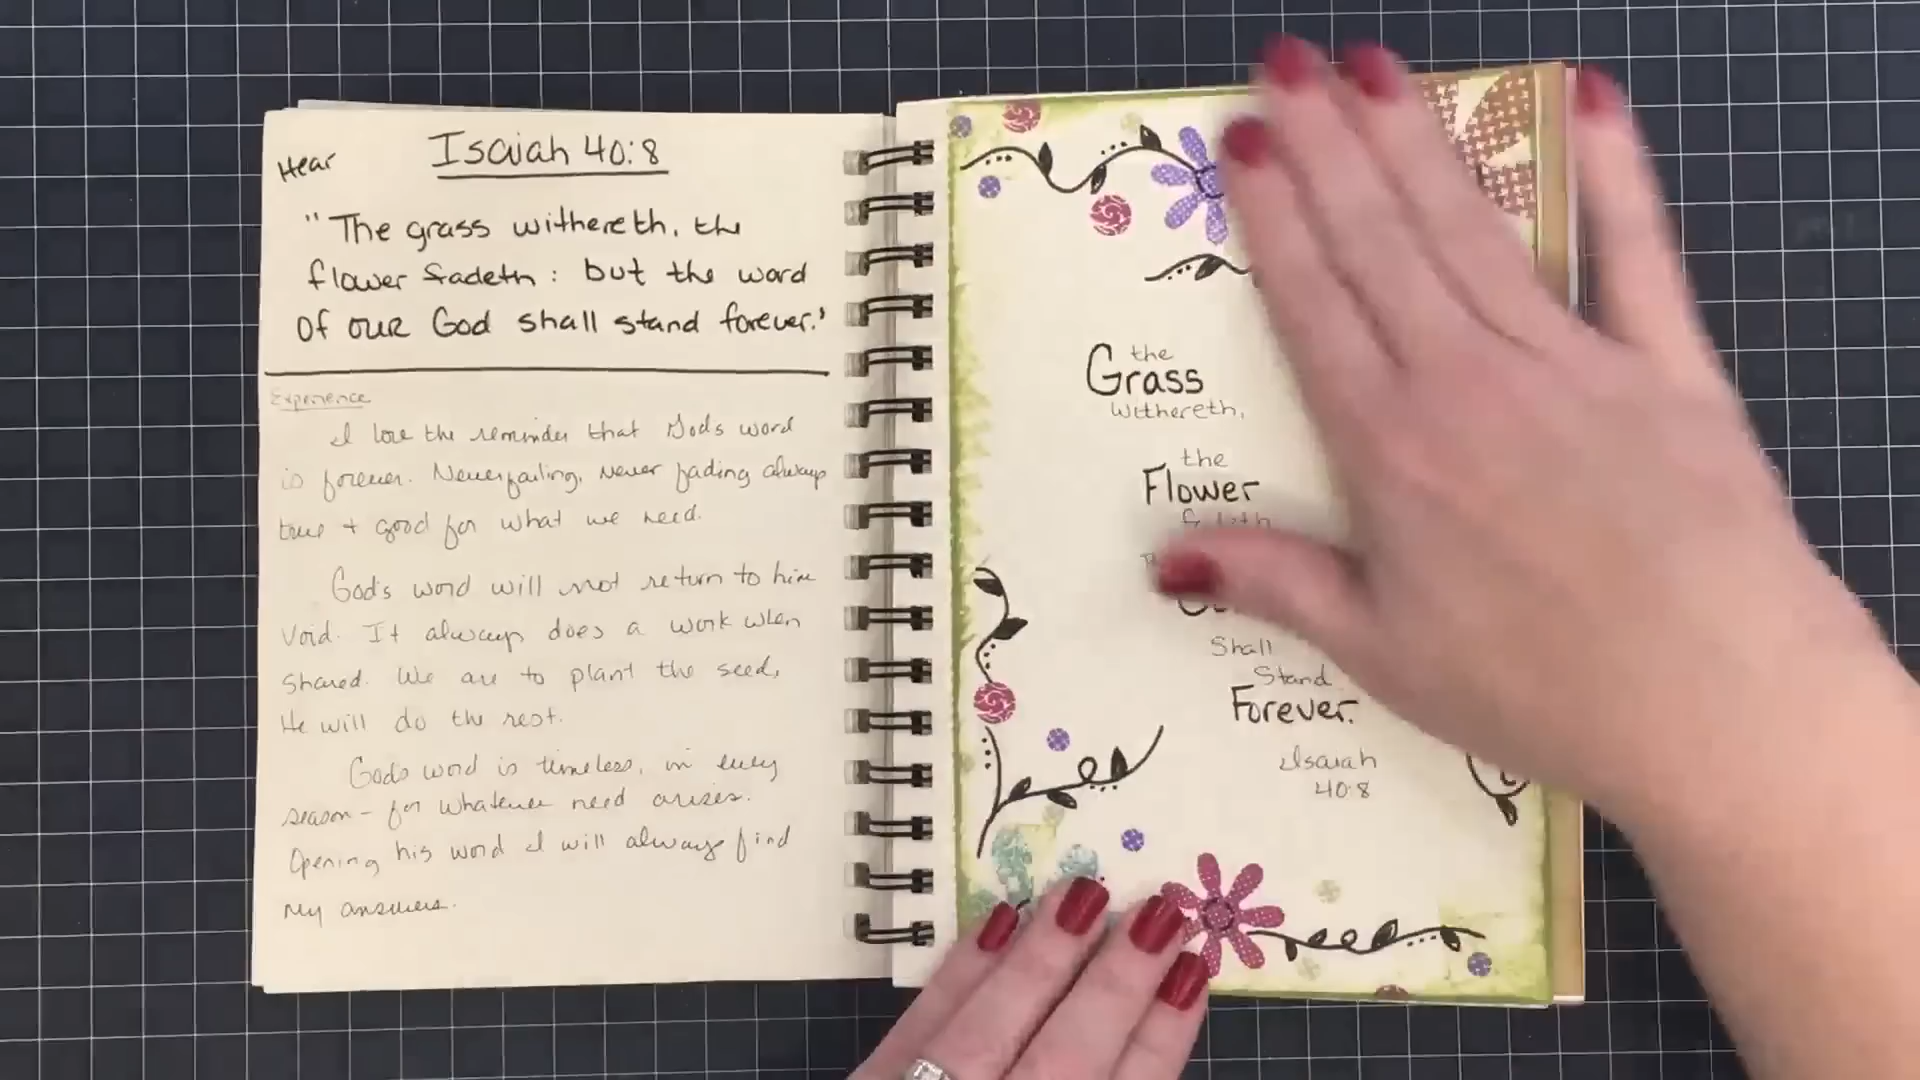 Hear
Isaiah 40:8
"The grass withereth, the
flower fadeth: but the word
Of our God shall stand forever."
Experience
I love the reminder that Gods word
is forever. Never failing, never fading always
true + good for what we need.
God's word will not return to him
void. It always does a work when
shared. We are to plant the seed,
He will do the rest.
Gods word is timeless, in every
season - for whatever need arises.
Opening his word I will always find
my answers.
the
Grass
withereth,
the
Flower
Shall
Stand
Forever.
Isaiah
40:8